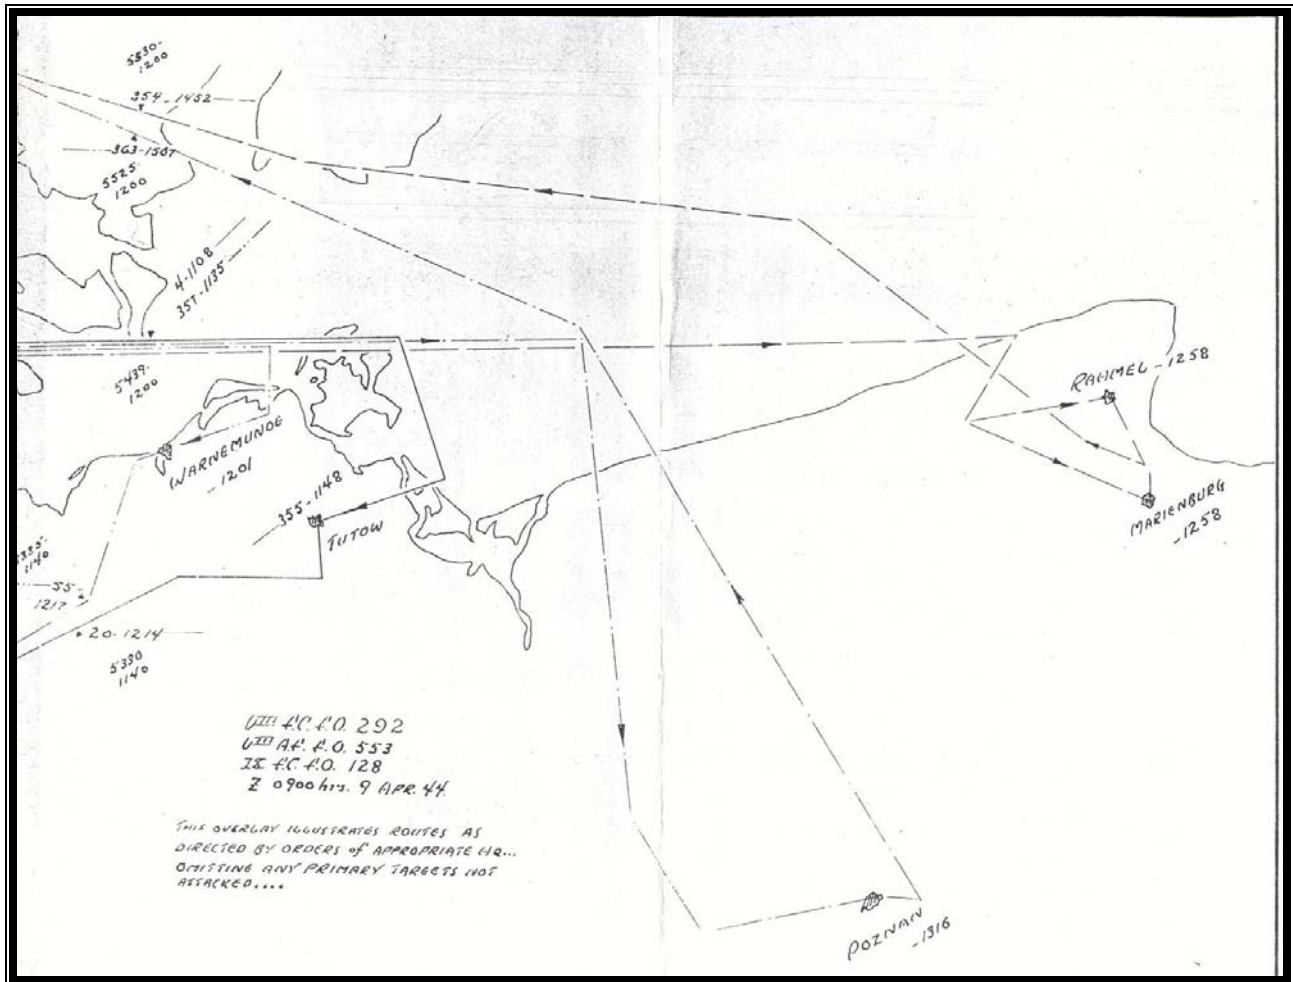 5530-
1200
354-1452
363-1507
5525-
1200
4-1108
357-1135
5439-
1200
RAHMEL-1258
WARNEMUNDE
-1201
355-1148
TUTOW
MARIENBURG
-1258
5335-
1140
55-
1217
20-1214
5330
1140
VIII F.C. F.O. 292
VIII A.F. F.O. 553
IX F.C. F.O. 128
Z 0900 hrs. 9 APR. 44
THIS OVERLAY ILLUSTRATES ROUTES AS
DIRECTED BY ORDERS of APPROPRIATE HQ...
OMITTING ANY PRIMARY TARGETS NOT
ATTACKED....
POZNAN
-1316